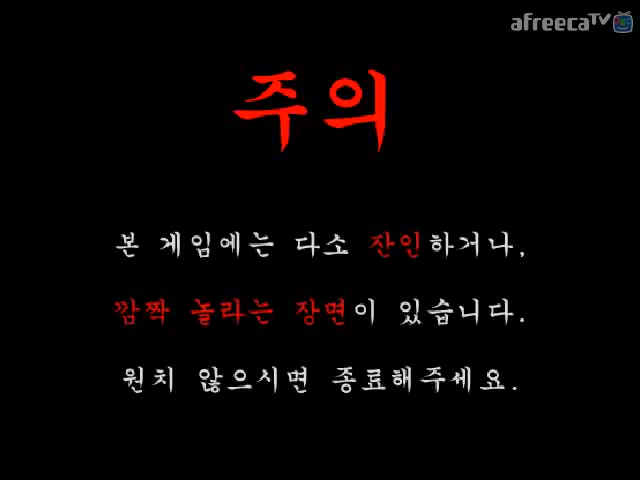 afreecaTV
주의
본 게임에는 다소 잔인하거나,
깜짝 놀라는 장면이 있습니다.
원치 않으시면 종료해주세요.